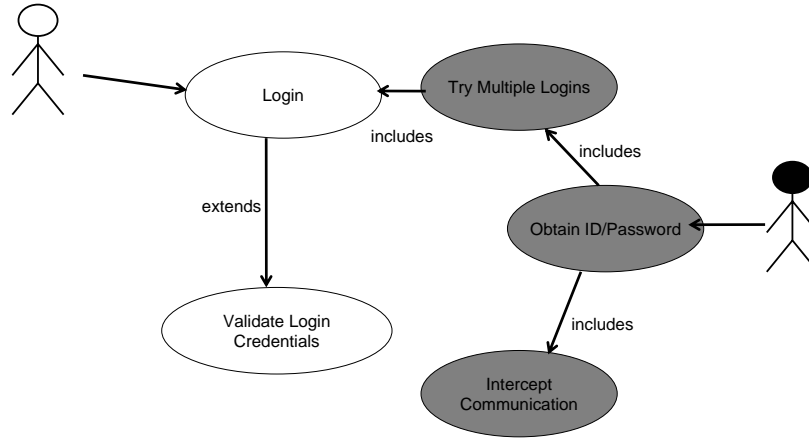 Try Multiple Logins
Login
includes
includes
extends
Obtain ID/Password
Validate Login
Credentials
includes
Intercept
Communication